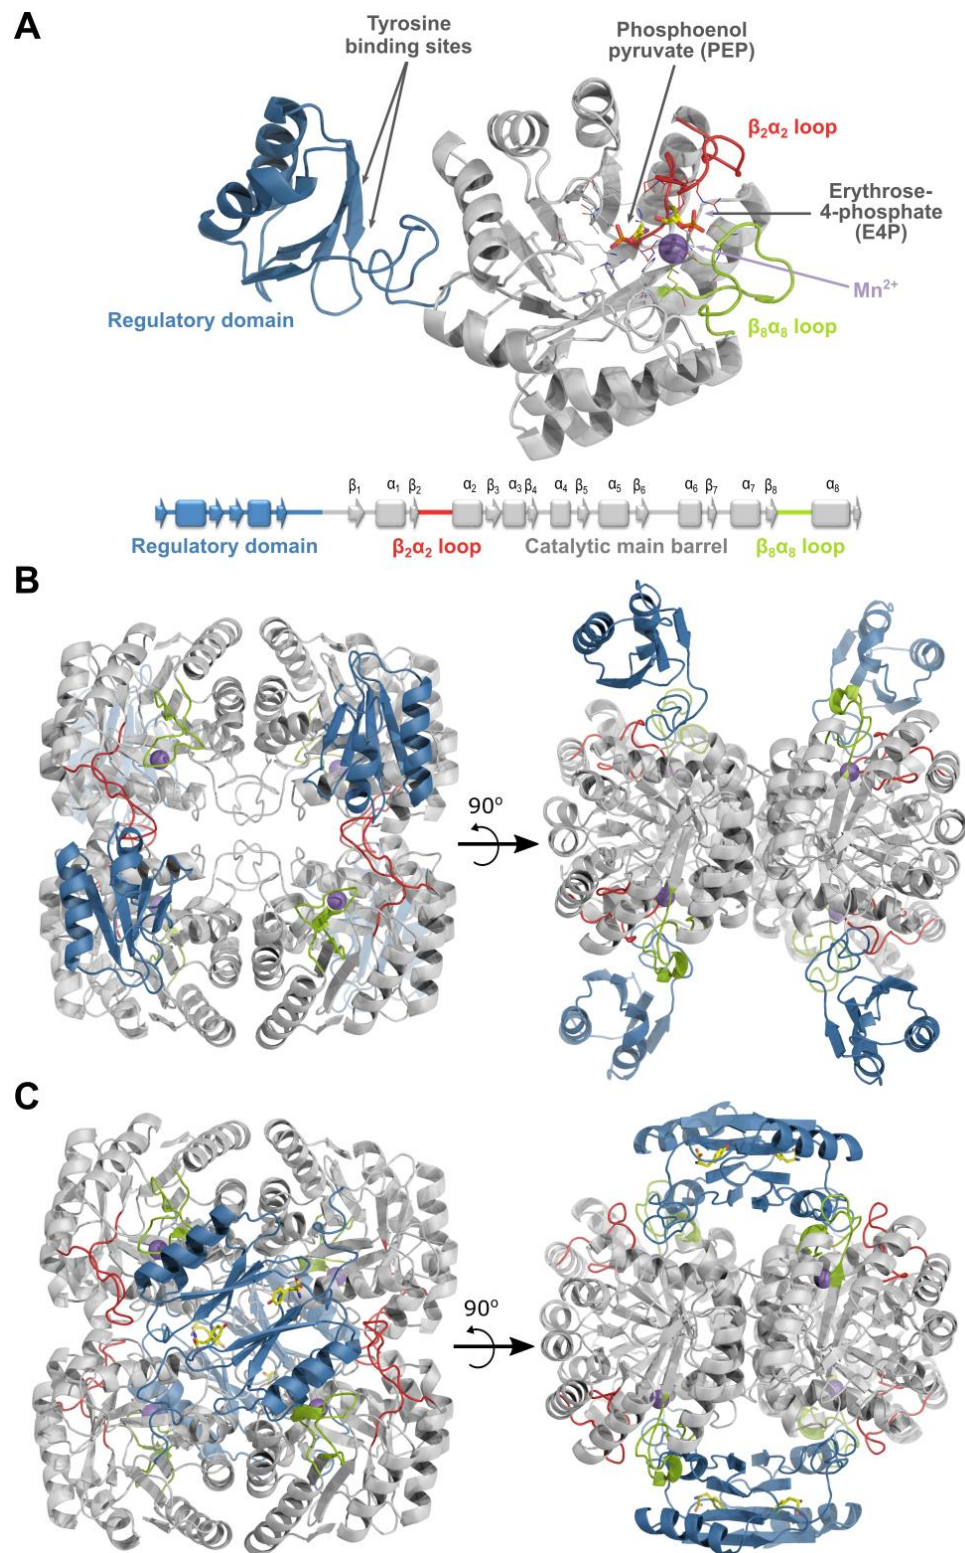 A
Tyrosine
binding sites
Phosphoenol
pyruvate (PEP)
β₂α₂ loop
Erythrose-
4-phosphate
(E4P)
Mn²⁺
Regulatory domain
β₈α₈ loop
β₁ α₁ β₂ α₂ β₃ α₃ β₄ α₄ β₅ α₅ β₆ α₆ β₇ α₇ β₈ α₈
Regulatory domain β₂α₂ loop Catalytic main barrel β₈α₈ loop
B
90º
C
90º